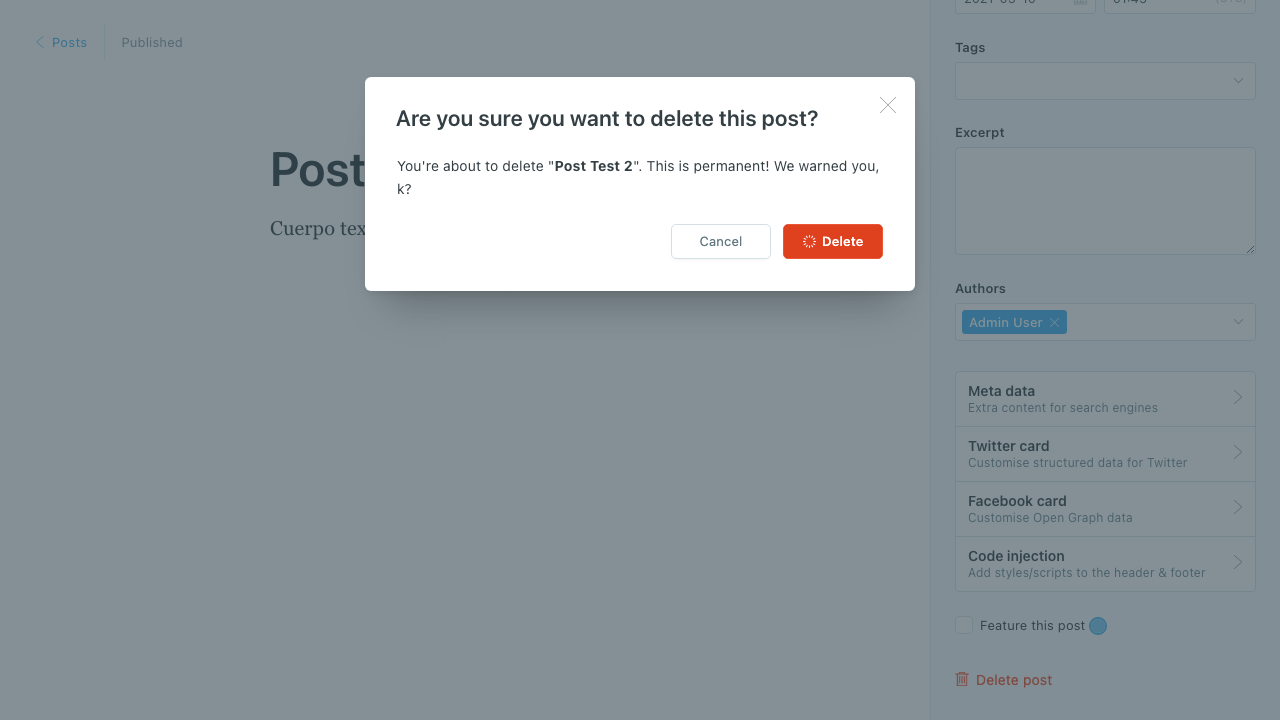 Posts
Published
Tags
Post
Cuerpo tex
Are you sure you want to delete this post?
You're about to delete "Post Test 2". This is permanent! We warned you,
k?
Cancel
Delete
Excerpt
Authors
Admin User
Meta data
Extra content for search engines
Twitter card
Customise structured data for Twitter
Facebook card
Customise Open Graph data
Code injection
Add styles/scripts to the header & footer
Feature this post
Delete post